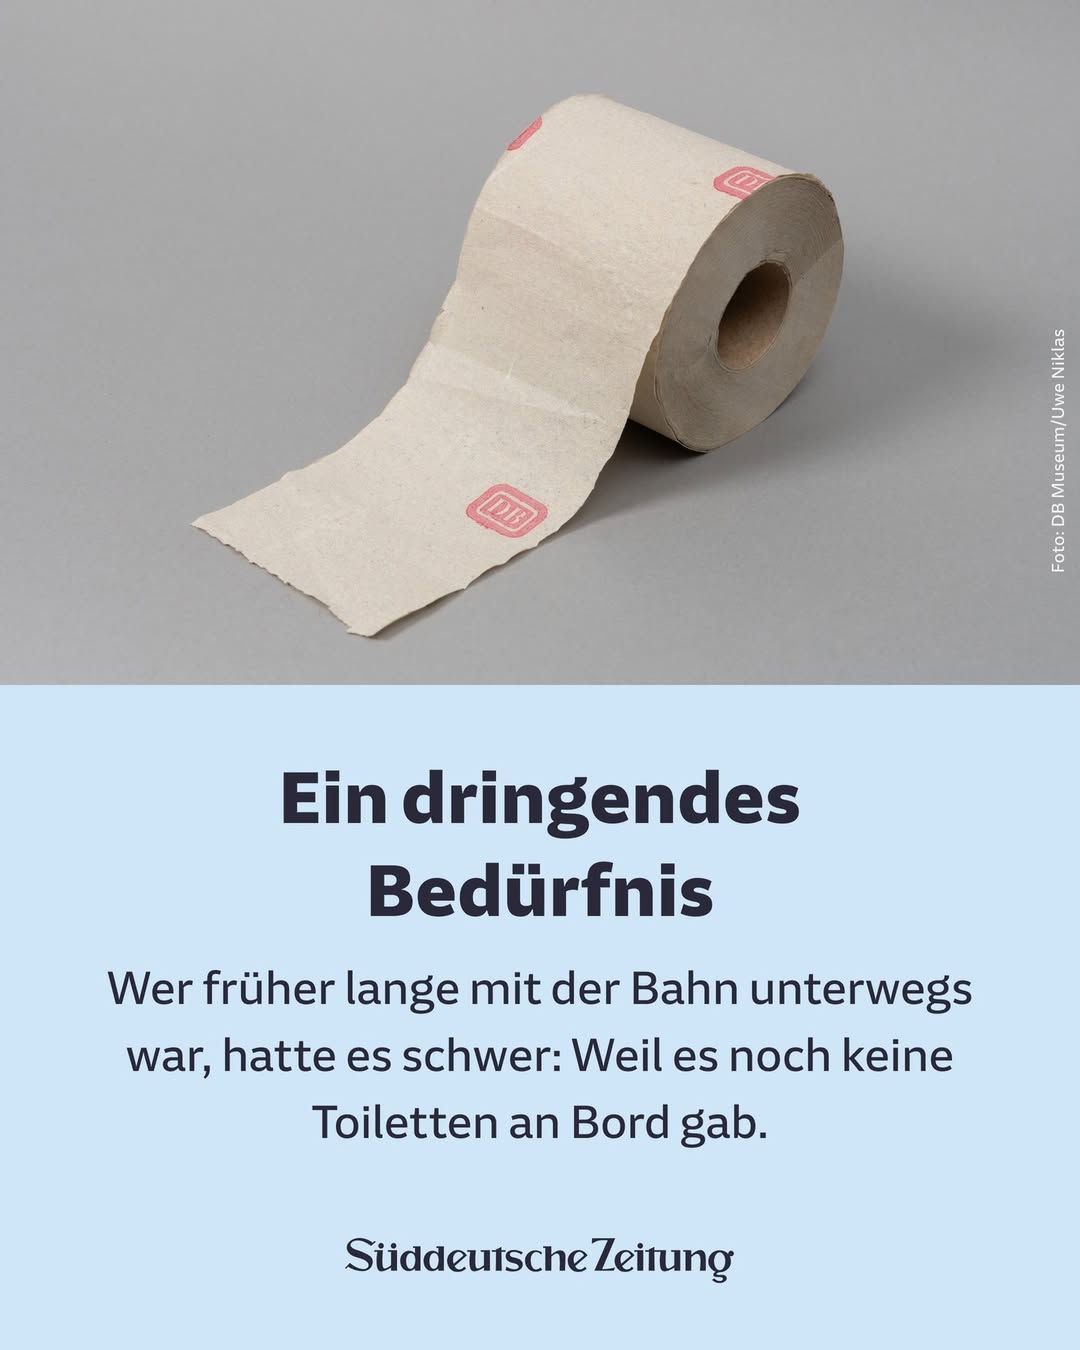 DB
Foto: DB Museum/Uwe Niklas
Ein dringendes
Bedürfnis
Wer früher lange mit der Bahn unterwegs
war, hatte es schwer: Weil es noch keine
Toiletten an Bord gab.
Süddeutsche Zeitung